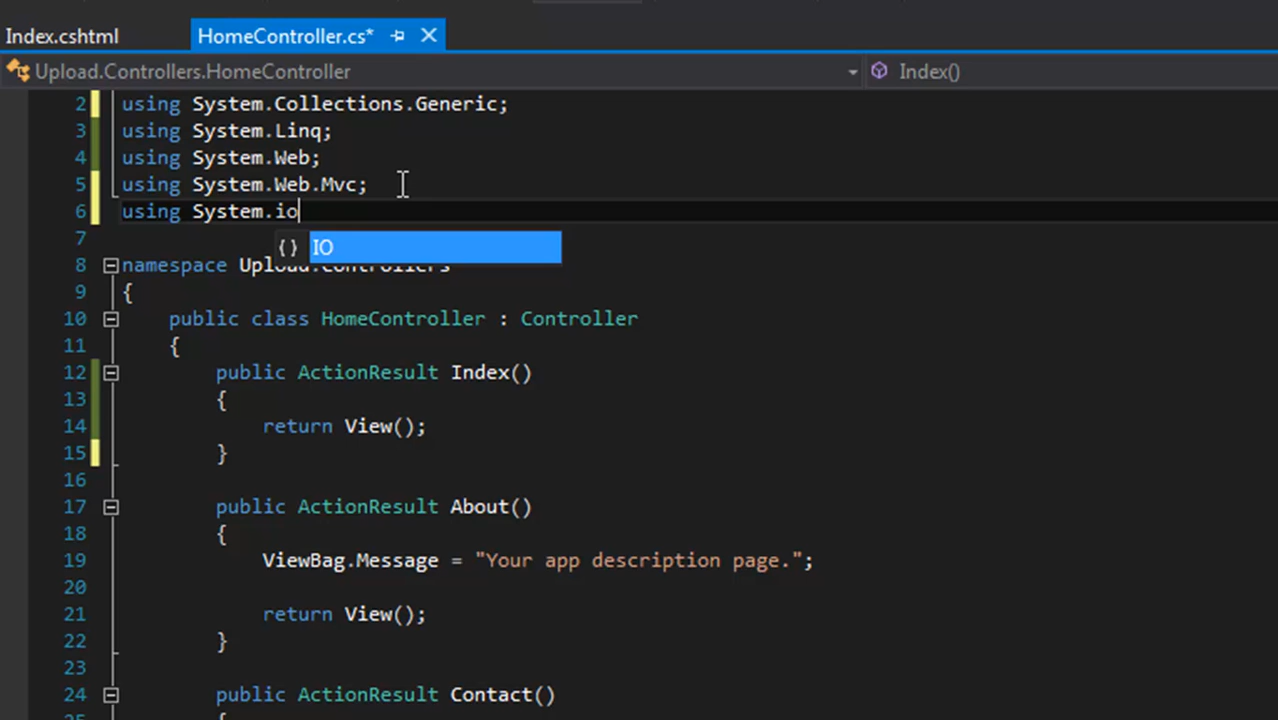 Index.cshtml HomeController.cs*
Upload.Controllers.HomeController Index()
2 using System.Collections.Generic;
3 using System.Linq;
4 using System.Web;
5 using System.Web.Mvc;
6 using System.io
7 {} IO
8 namespace Upload.Controllers
9 {
10 public class HomeController : Controller
11 {
12 public ActionResult Index()
13 {
14 return View();
15 }
16
17 public ActionResult About()
18 {
19 ViewBag.Message = "Your app description page.";
20
21 return View();
22 }
23
24 public ActionResult Contact()
25 {